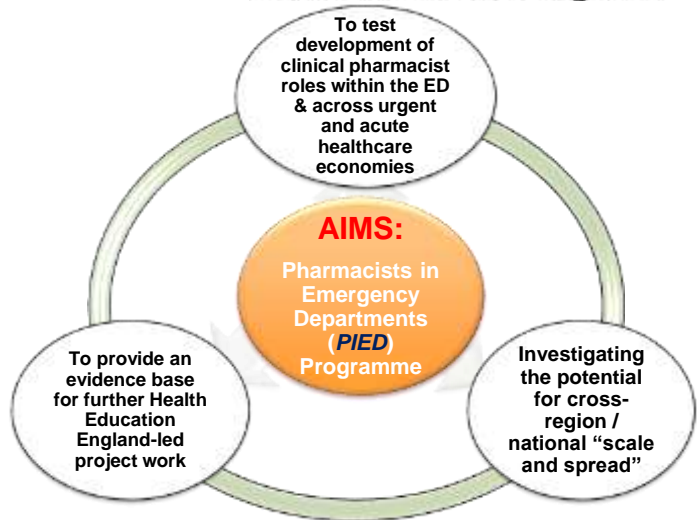 To test
development of
clinical pharmacist
roles within the ED
& across urgent
and acute
healthcare
economies
AIMS:
Pharmacists in
Emergency
Departments
(PIED)
Programme
To provide an
evidence base
for further Health
Education
England-led
project work
Investigating
the potential
for cross-
region /
national “scale
and spread”